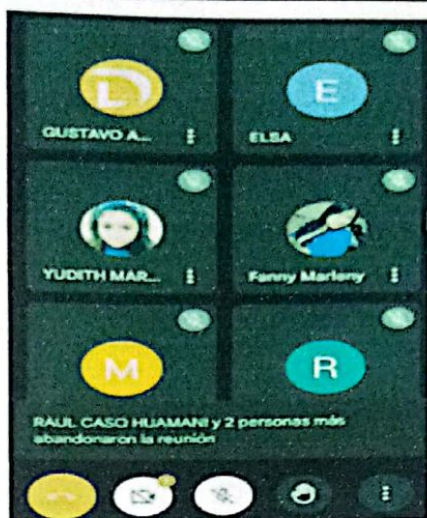 L
E
GUSTAVO A...
ELSA
YUDITH MAR...
Fanny Marleny
M
R
RAUL CASO HUAMANI y 2 personas más
abandonaron la reunión